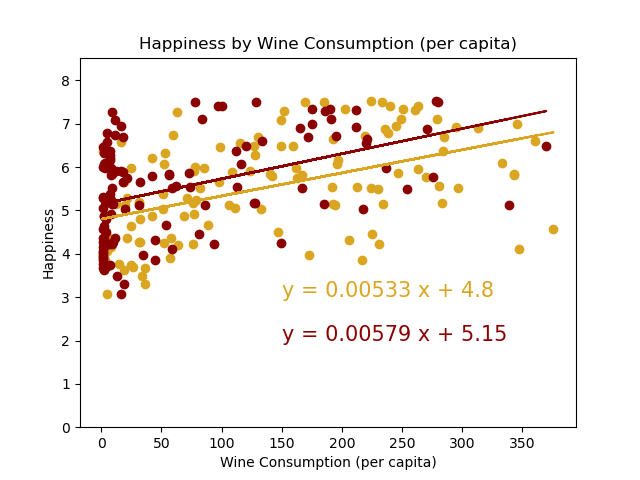 Happiness by Wine Consumption (per capita)
8
7
6
5
4
3
2
1
0
Happiness
y = 0.00533 x + 4.8
y = 0.00579 x + 5.15
0 50 100 150 200 250 300 350
Wine Consumption (per capita)